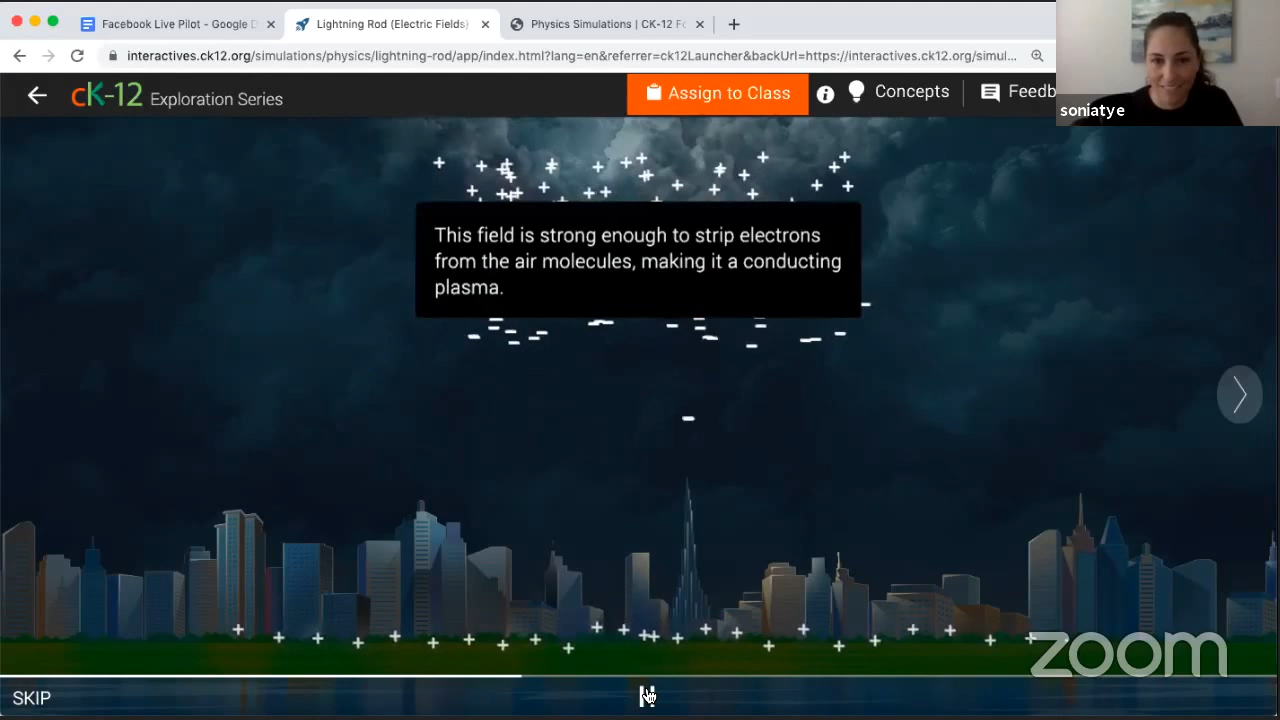 Facebook Live Pilot - Google D
Lightning Rod (Electric Fields)
Physics Simulations | CK-12 Fo
interactives.ck12.org/simulations/physics/lightning-rod/app/index.html?lang=en&referrer=ck12Launcher&backUrl=https://interactives.ck12.org/simul...
cK-12 Exploration Series
Assign to Class
Concepts
Feedb
soniatye
This field is strong enough to strip electrons
from the air molecules, making it a conducting
plasma.
zoom
SKIP